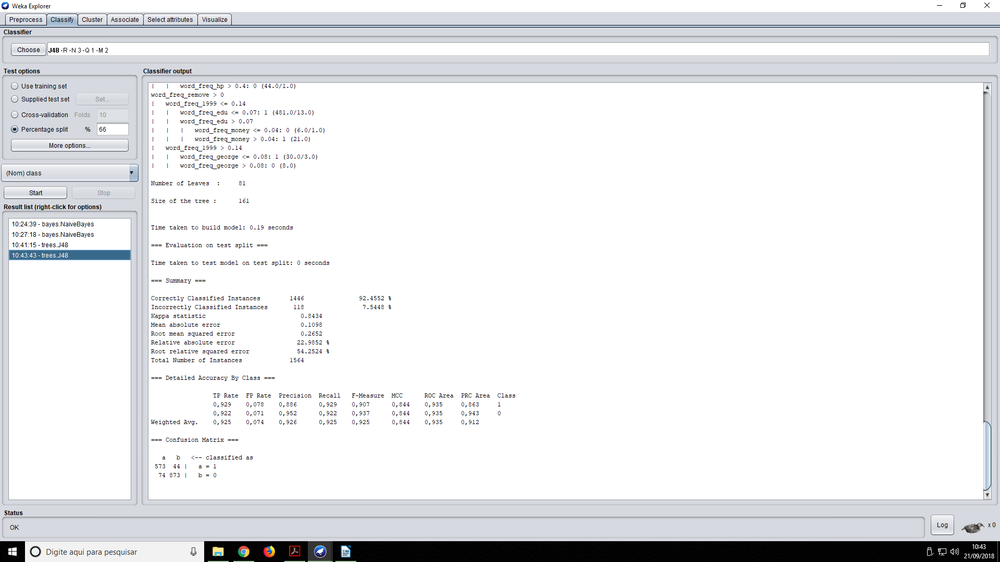 Weka Explorer
Preprocess Classify Cluster Associate Select attributes Visualize
Classifier
Choose J48 -R -N 3 -Q 1 -M 2
Test options
Use training set
Supplied test set Set...
Cross-validation Folds 10
Percentage split % 66
More options...
(Nom) class
Start Stop
Result list (right-click for options)
10:24:39 - bayes.NaiveBayes
10:27:18 - bayes.NaiveBayes
10:41:15 - trees.J48
10:43:43 - trees.J48
Classifier output
|   |   word_freq_hp > 0.4: 0 (44.0/1.0)
word_freq_remove > 0
|   word_freq_1999 <= 0.14
|   |   word_freq_edu <= 0.07: 1 (481.0/13.0)
|   |   word_freq_edu > 0.07
|   |   |   word_freq_money <= 0.04: 0 (6.0/1.0)
|   |   |   word_freq_money > 0.04: 1 (21.0)
|   word_freq_1999 > 0.14
|   |   word_freq_george <= 0.08: 1 (30.0/3.0)
|   |   word_freq_george > 0.08: 0 (8.0)
Number of Leaves : 81
Size of the tree : 161
Time taken to build model: 0.19 seconds
=== Evaluation on test split ===
Time taken to test model on test split: 0 seconds
=== Summary ===
Correctly Classified Instances 1446 92.4552 %
Incorrectly Classified Instances 118 7.5448 %
Kappa statistic 0.8434
Mean absolute error 0.1098
Root mean squared error 0.2652
Relative absolute error 22.9852 %
Root relative squared error 54.2524 %
Total Number of Instances 1564
=== Detailed Accuracy By Class ===
TP Rate FP Rate Precision Recall F-Measure MCC ROC Area PRC Area Class
0,929 0,078 0,886 0,929 0,907 0,844 0,935 0,863 1
0,922 0,071 0,952 0,922 0,937 0,844 0,935 0,943 0
Weighted Avg. 0,925 0,074 0,926 0,925 0,925 0,844 0,935 0,912
=== Confusion Matrix ===
a b <-- classified as
573 44 | a = 1
74 873 | b = 0
Status
OK
Log x 0
Digite aqui para pesquisar
10:43
21/09/2018